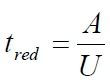 t_red = A/U